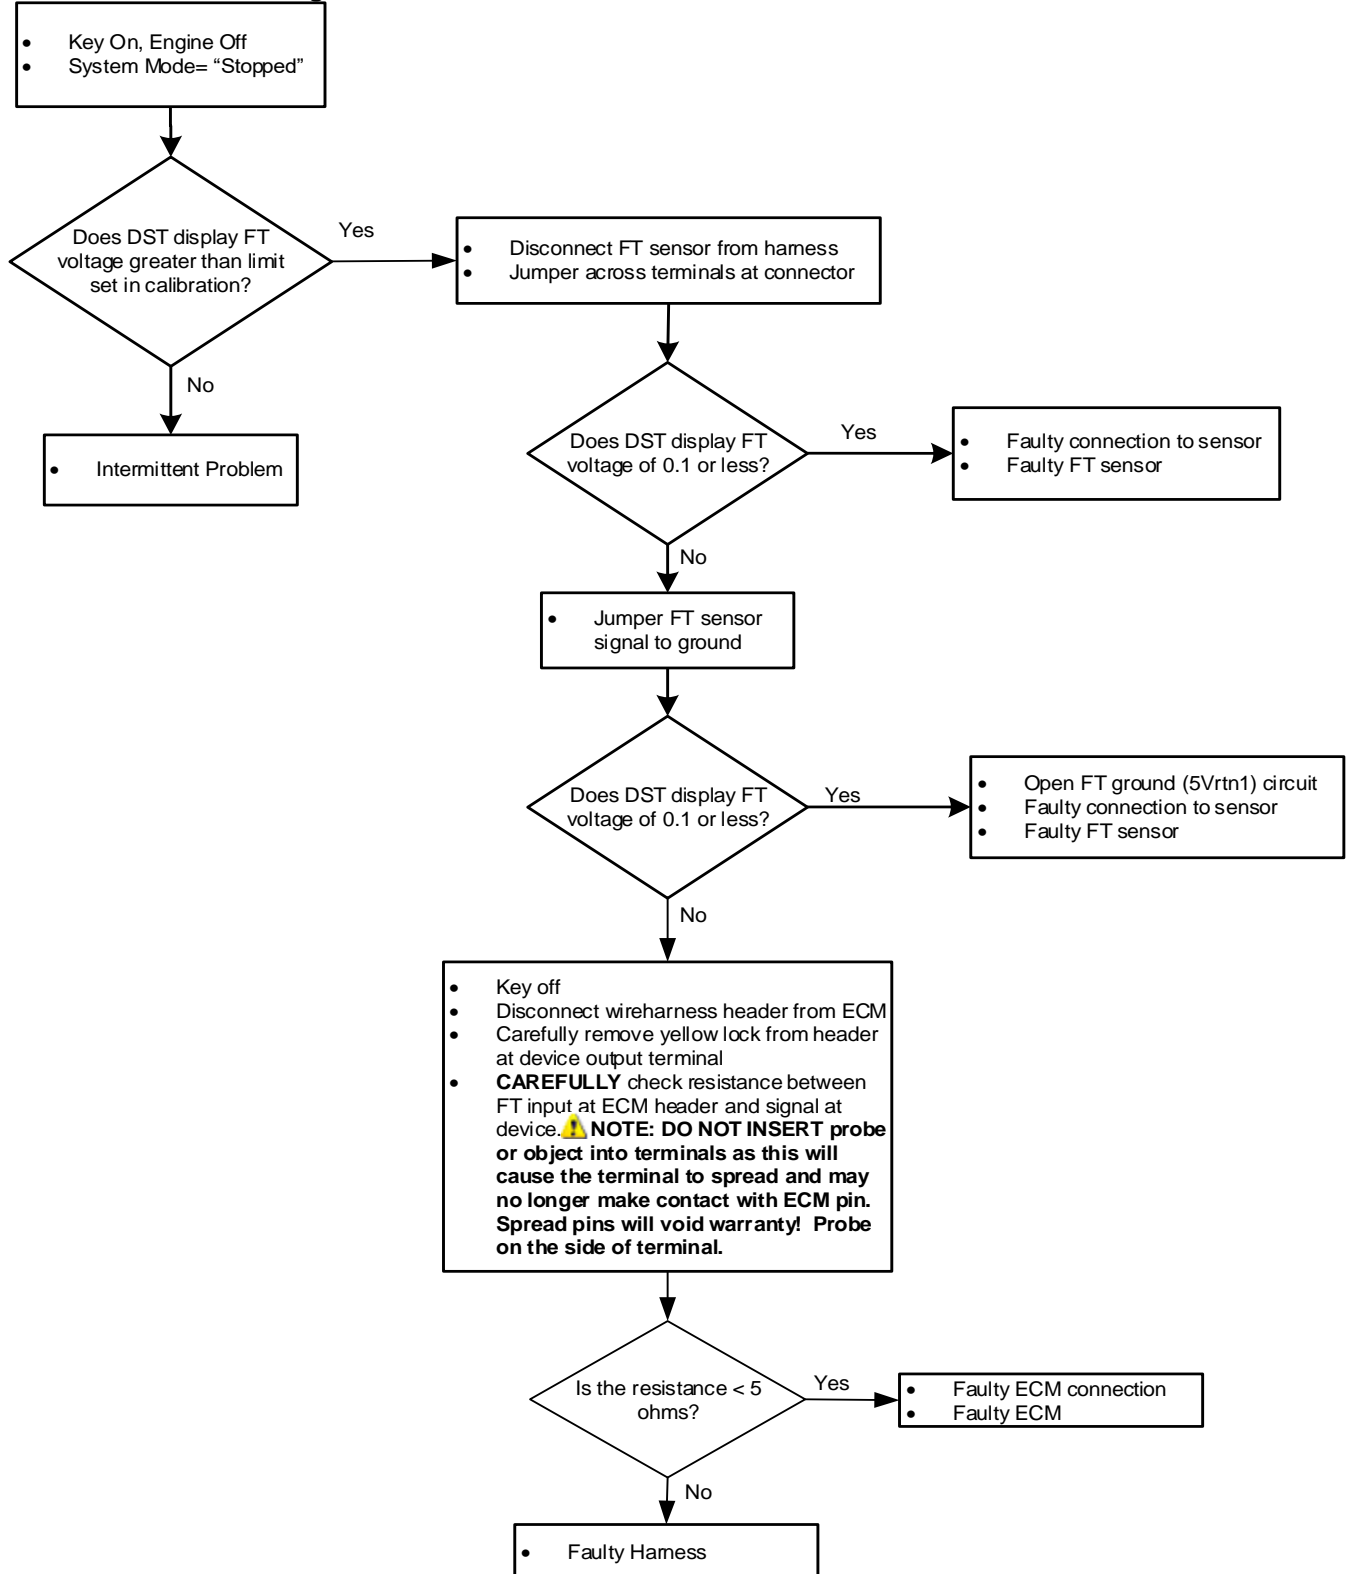 • Key On, Engine Off
• System Mode= “Stopped”
Does DST display FT
voltage greater than limit
set in calibration?
Yes
• Disconnect FT sensor from harness
• Jumper across terminals at connector
No
• Intermittent Problem
Does DST display FT
voltage of 0.1 or less?
Yes
• Faulty connection to sensor
• Faulty FT sensor
No
• Jumper FT sensor
signal to ground
Does DST display FT
voltage of 0.1 or less?
Yes
• Open FT ground (5Vrtn1) circuit
• Faulty connection to sensor
• Faulty FT sensor
No
• Key off
• Disconnect wireharness header from ECM
• Carefully remove yellow lock from header
at device output terminal
• CAREFULLY check resistance between
FT input at ECM header and signal at
device. NOTE: DO NOT INSERT probe
or object into terminals as this will
cause the terminal to spread and may
no longer make contact with ECM pin.
Spread pins will void warranty! Probe
on the side of terminal.
Is the resistance < 5
ohms?
Yes
• Faulty ECM connection
• Faulty ECM
No
• Faulty Harness